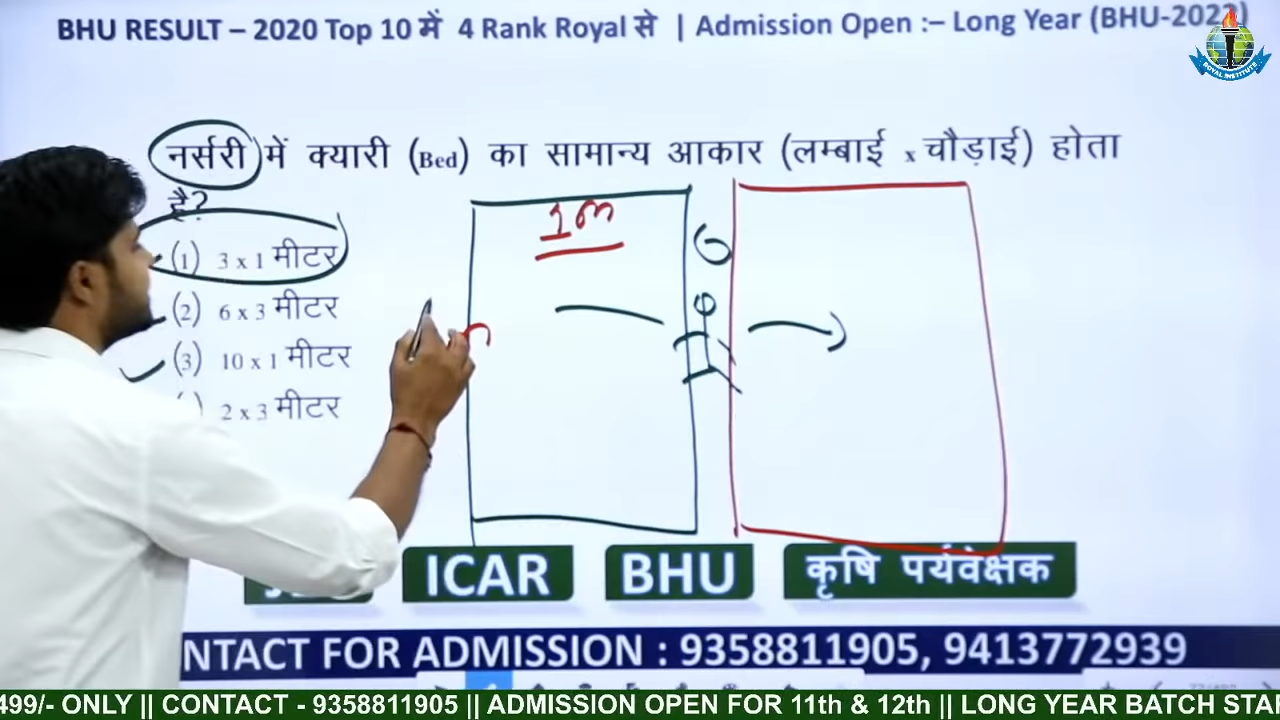 BHU RESULT – 2020 Top 10 में 4 Rank Royal से | Admission Open :– Long Year (BHU-2022)
ROYAL INSTITUTE
नर्सरी में क्यारी (Bed) का सामान्य आकार (लम्बाई x चौड़ाई) होता
है?
(1) 3 x 1 मीटर
(2) 6 x 3 मीटर
(3) 10 x 1 मीटर
2 x 3 मीटर
1m
ICAR BHU कृषि पर्यवेक्षक
NTACT FOR ADMISSION : 9358811905, 9413772939
499/- ONLY || CONTACT - 9358811905 || ADMISSION OPEN FOR 11th & 12th || LONG YEAR BATCH STA